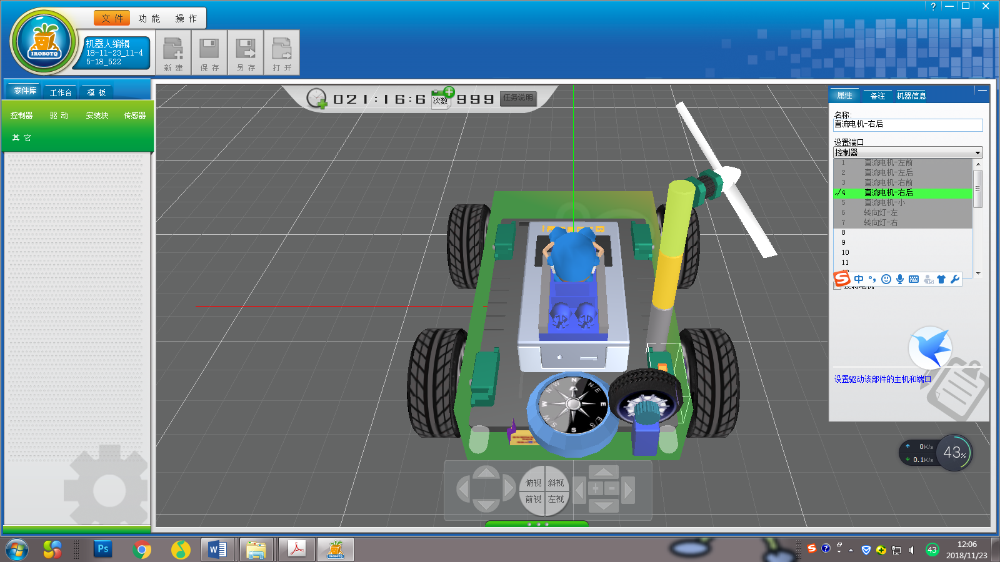 文件 功能 操作
IROBOTQ
机器人编辑
18-11-23_11-4
5-18_522
新建 保存 另存 打开
零件库 工作台 模板
控制器 驱动 安装块 传感器
其它
021:16:6 次数 999 任务说明
属性 备注 机器信息
名称:
直流电机-右后
设置端口
控制器
1 直流电机-左前
2 直流电机-左后
3 直流电机-右前
√4 直流电机-右后
5 直流电机-小
6 转向灯-左
7 转向灯-右
8
9
10
11
S 中
反转电机
设置驱动该部件的主机和端口
N N/E E E/S S W/S W N/W
0K/s
0.1K/s
43%
俯视 斜视
前视 左视
+ −
Ps W IROBOTQ S ? 43
12:06
2018/11/23